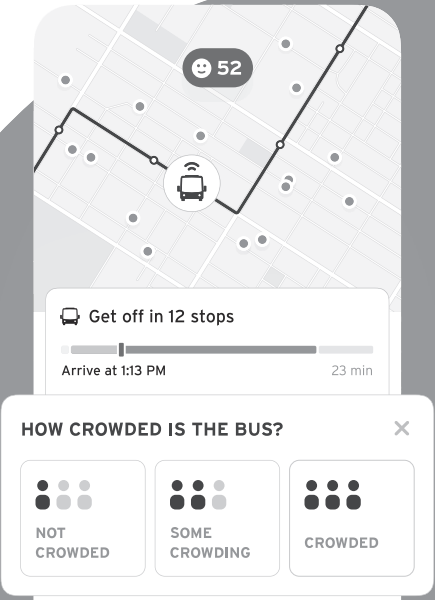 52
Get off in 12 stops
Arrive at 1:13 PM 23 min
HOW CROWDED IS THE BUS?
NOT
CROWDED
SOME
CROWDING
CROWDED